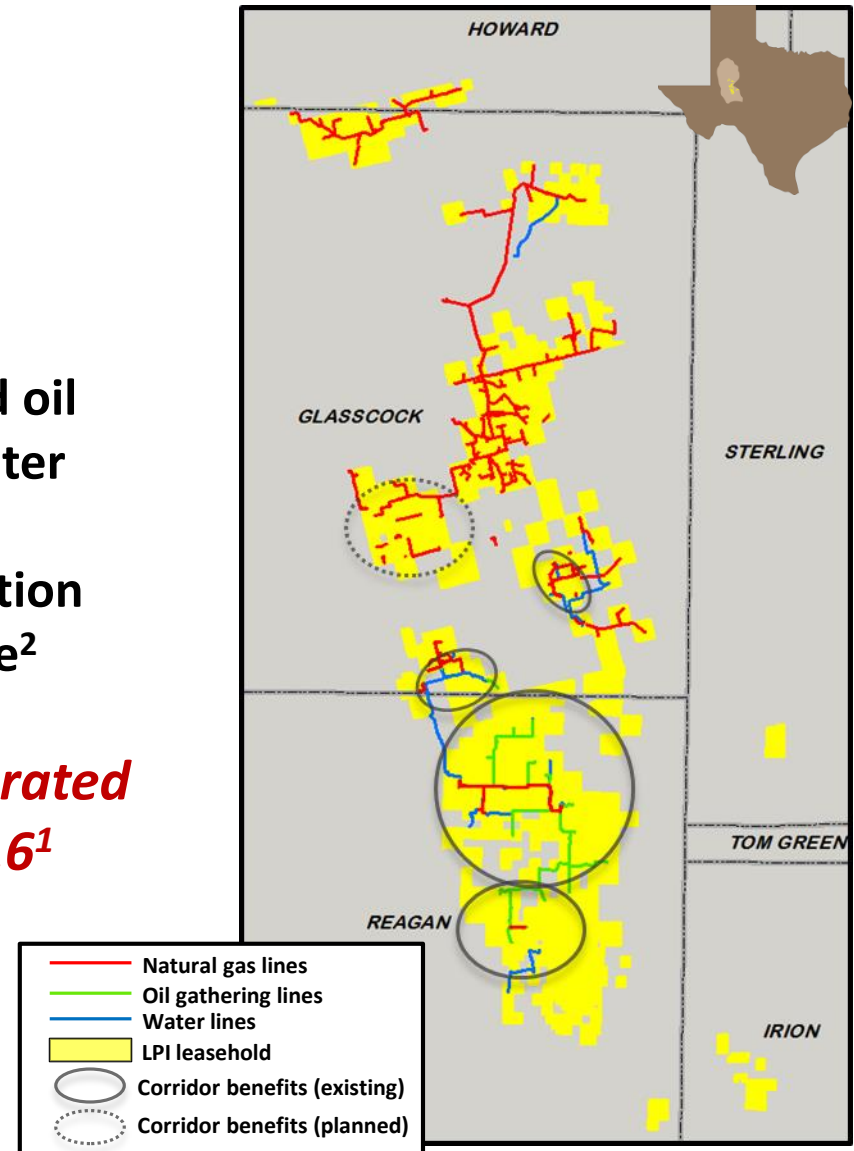 HOWARD
d oil
GLASSCOCK
ter
STERLING
tion
e²
rated
TOM GREEN
6¹
REAGAN
Natural gas lines
Oil gathering lines
Water lines
IRION
LPI leasehold
Corridor benefits (existing)
Corridor benefits (planned)